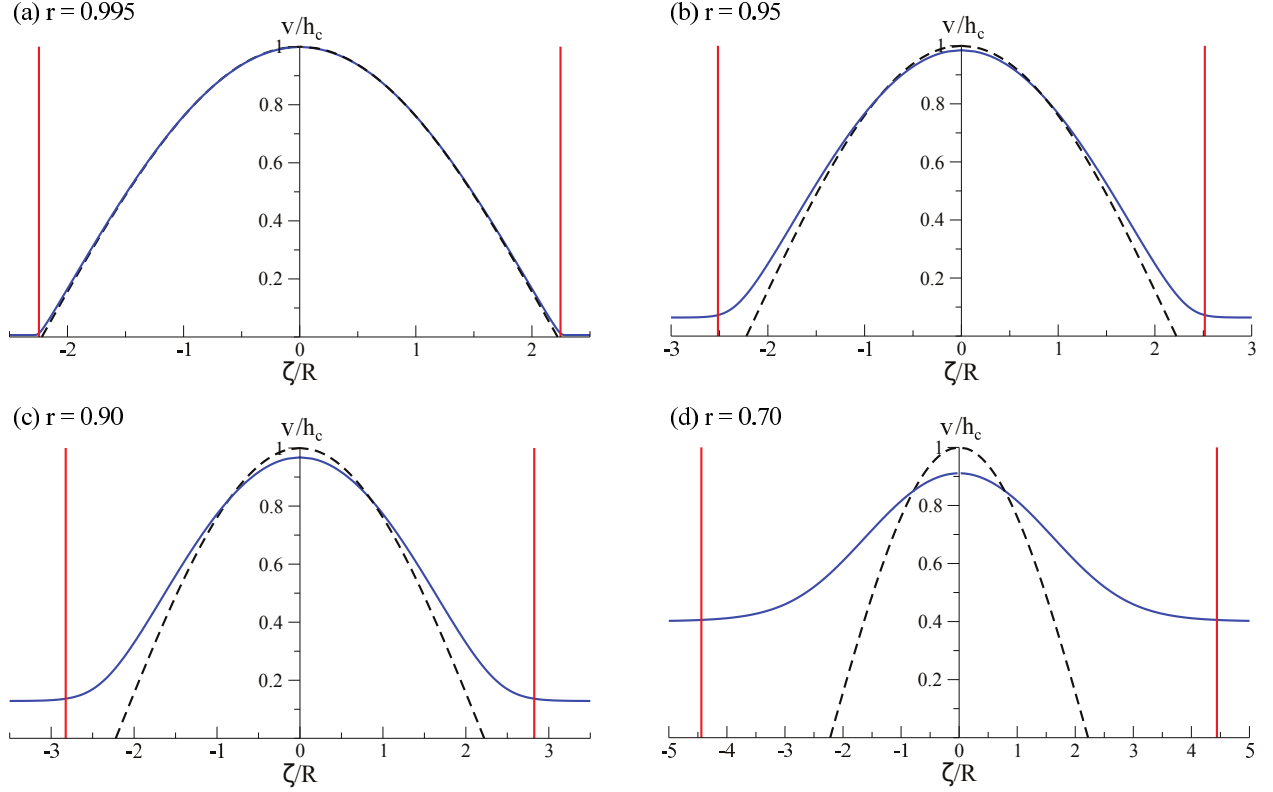 (a) r = 0.995
v/h_c
1
0.8
0.6
0.4
0.2
-2 -1 0 1 2
ζ/R
(b) r = 0.95
v/h_c
1
0.8
0.6
0.4
0.2
-3 -2 -1 0 1 2 3
ζ/R
(c) r = 0.90
v/h_c
1
0.8
0.6
0.4
0.2
-3 -2 -1 0 1 2 3
ζ/R
(d) r = 0.70
v/h_c
1
0.8
0.6
0.4
0.2
-5 -4 -3 -2 -1 0 1 2 3 4 5
ζ/R